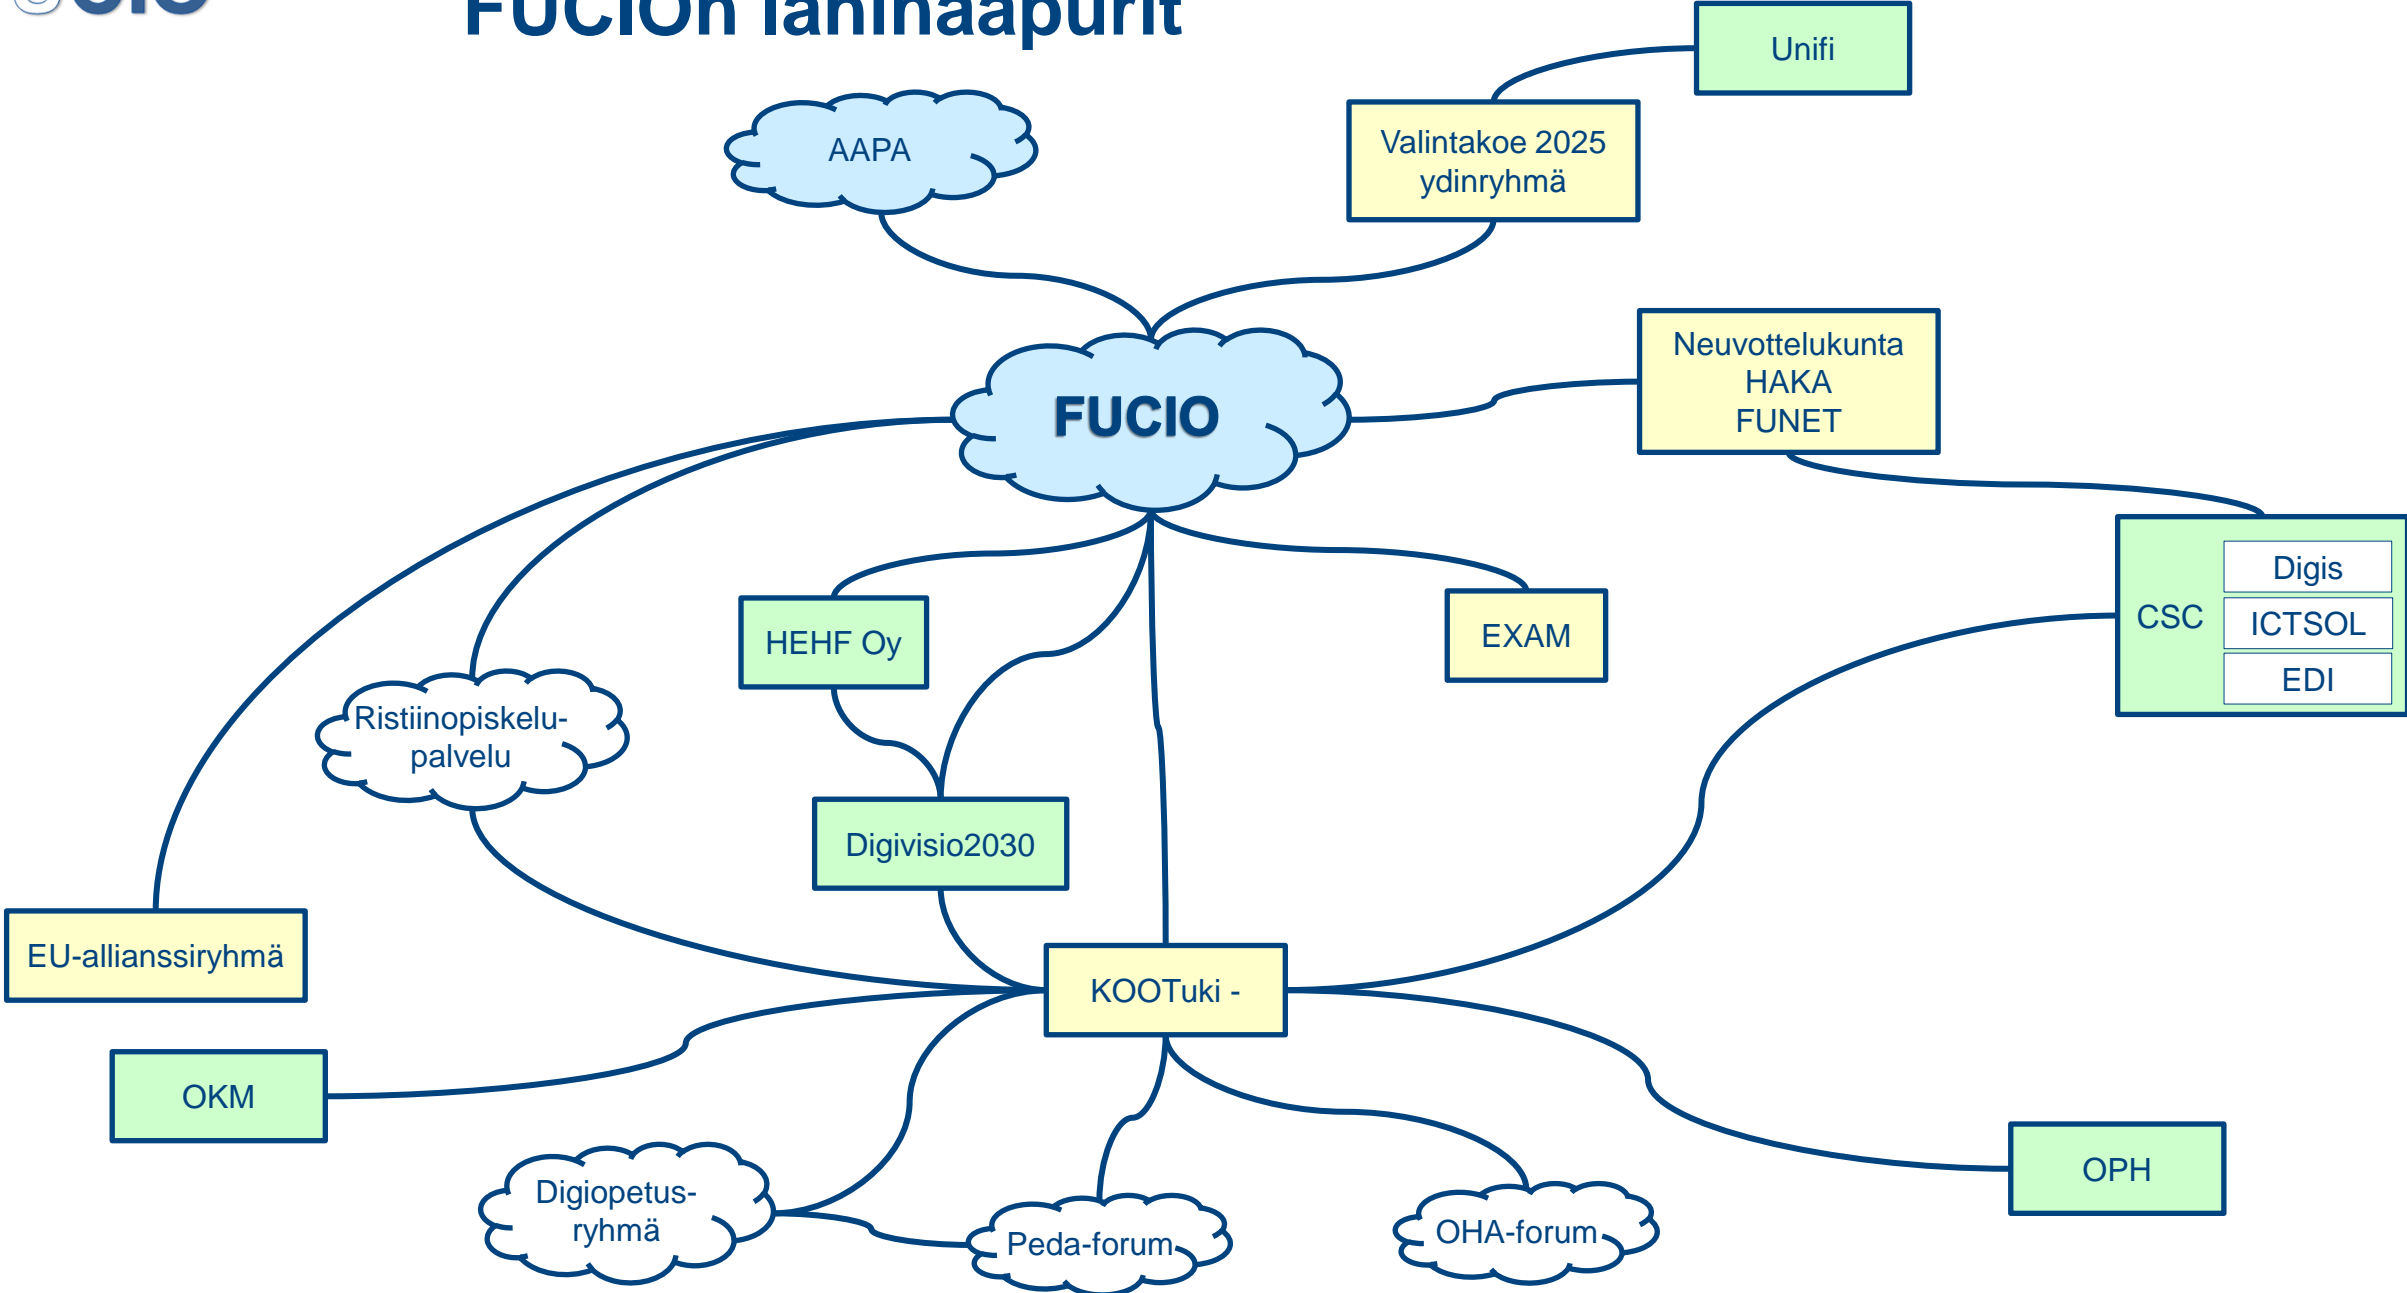 FUCIOn lähinaapurit
Unifi
AAPA
Valintakoe 2025
ydinryhmä
Neuvottelukunta
HAKA
FUNET
FUCIO
Digis
CSC
ICTSOL
EDI
HEHF Oy
EXAM
Ristiinopiskelu-
palvelu
Digivisio2030
EU-allianssiryhmä
KOOTuki -
OKM
OPH
Digiopetus-
ryhmä
Peda-forum
OHA-forum